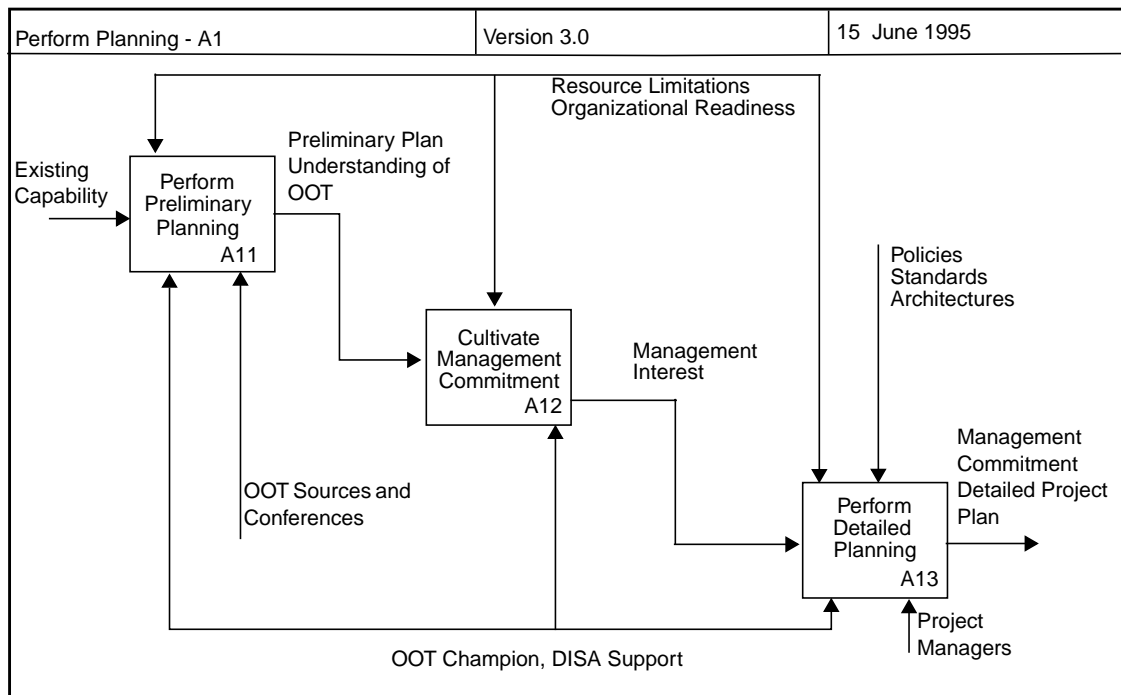 Perform Planning - A1
Version 3.0
15 June 1995
Resource Limitations
Organizational Readiness
Preliminary Plan
Understanding of
OOT
Existing
Capability
Perform
Preliminary
Planning
A11
Policies
Standards
Architectures
Cultivate
Management
Commitment
A12
Management
Interest
Management
Commitment
Detailed Project
Plan
OOT Sources and
Conferences
Perform
Detailed
Planning
A13
Project
Managers
OOT Champion, DISA Support